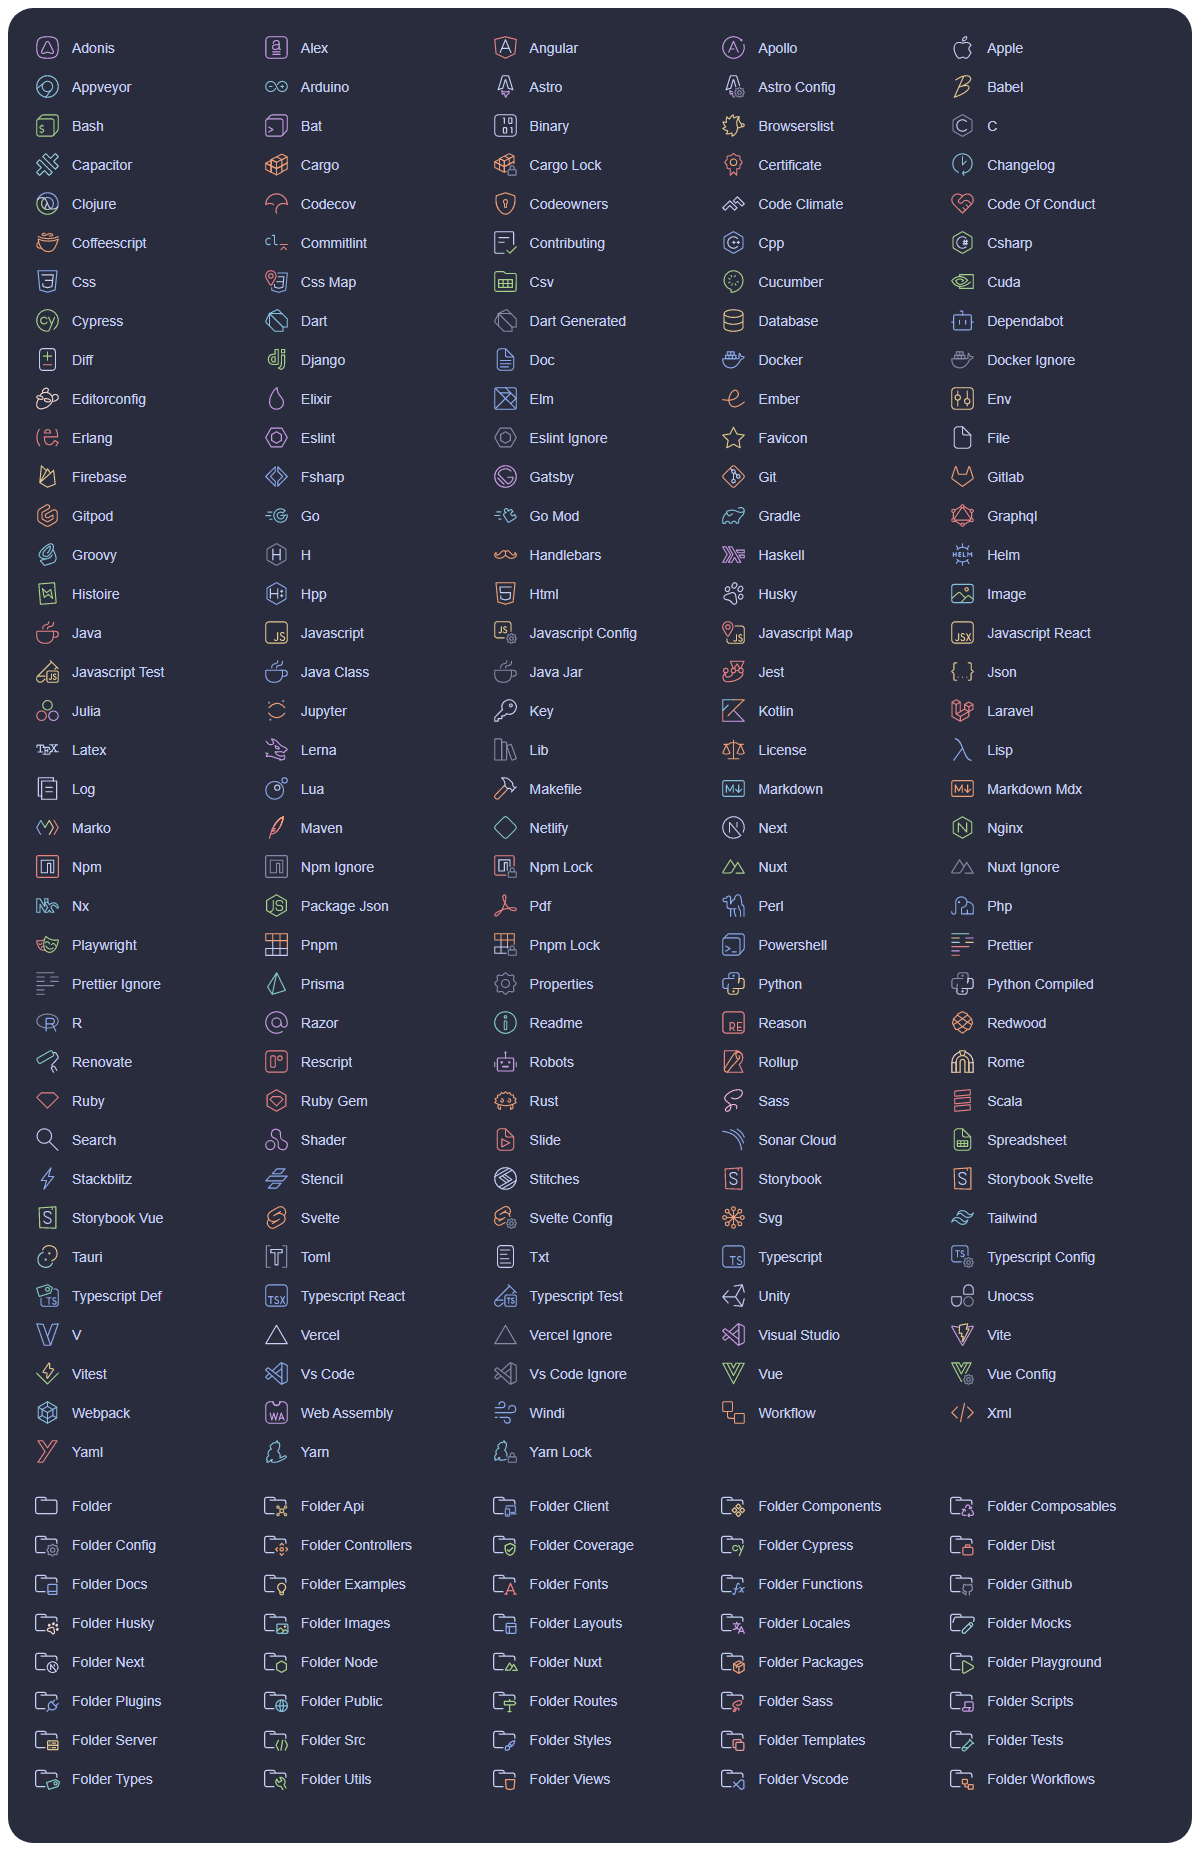 Adonis Alex Angular Apollo Apple
Appveyor Arduino Astro Astro Config Babel
Bash Bat Binary Browserslist C
Capacitor Cargo Cargo Lock Certificate Changelog
Clojure Codecov Codeowners Code Climate Code Of Conduct
Coffeescript Commitlint Contributing Cpp Csharp
Css Css Map Csv Cucumber Cuda
Cypress Dart Dart Generated Database Dependabot
Diff Django Doc Docker Docker Ignore
Editorconfig Elixir Elm Ember Env
Erlang Eslint Eslint Ignore Favicon File
Firebase Fsharp Gatsby Git Gitlab
Gitpod Go Go Mod Gradle Graphql
Groovy H Handlebars Haskell Helm
Histoire Hpp Html Husky Image
Java Javascript Javascript Config Javascript Map Javascript React
Javascript Test Java Class Java Jar Jest Json
Julia Jupyter Key Kotlin Laravel
Latex Lerna Lib License Lisp
Log Lua Makefile Markdown Markdown Mdx
Marko Maven Netlify Next Nginx
Npm Npm Ignore Npm Lock Nuxt Nuxt Ignore
Nx Package Json Pdf Perl Php
Playwright Pnpm Pnpm Lock Powershell Prettier
Prettier Ignore Prisma Properties Python Python Compiled
R Razor Readme Reason Redwood
Renovate Rescript Robots Rollup Rome
Ruby Ruby Gem Rust Sass Scala
Search Shader Slide Sonar Cloud Spreadsheet
Stackblitz Stencil Stitches Storybook Storybook Svelte
Storybook Vue Svelte Svelte Config Svg Tailwind
Tauri Toml Txt Typescript Typescript Config
Typescript Def Typescript React Typescript Test Unity Unocss
V Vercel Vercel Ignore Visual Studio Vite
Vitest Vs Code Vs Code Ignore Vue Vue Config
Webpack Web Assembly Windi Workflow Xml
Yaml Yarn Yarn Lock
Folder Folder Api Folder Client Folder Components Folder Composables
Folder Config Folder Controllers Folder Coverage Folder Cypress Folder Dist
Folder Docs Folder Examples Folder Fonts Folder Functions Folder Github
Folder Husky Folder Images Folder Layouts Folder Locales Folder Mocks
Folder Next Folder Node Folder Nuxt Folder Packages Folder Playground
Folder Plugins Folder Public Folder Routes Folder Sass Folder Scripts
Folder Server Folder Src Folder Styles Folder Templates Folder Tests
Folder Types Folder Utils Folder Views Folder Vscode Folder Workflows